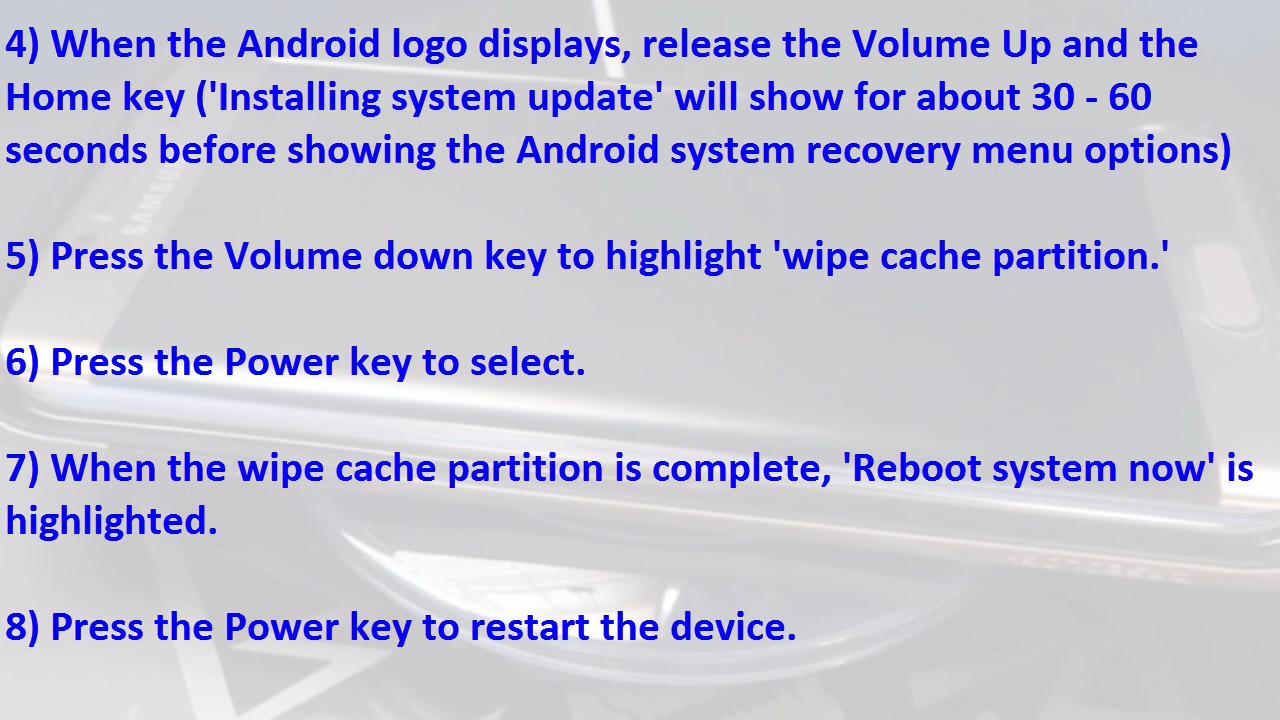 4) When the Android logo displays, release the Volume Up and the
Home key ('Installing system update' will show for about 30 - 60
seconds before showing the Android system recovery menu options)
SAMSU
5) Press the Volume down key to highlight 'wipe cache partition.'
6) Press the Power key to select.
7) When the wipe cache partition is complete, 'Reboot system now' is
highlighted.
8) Press the Power key to restart the device.